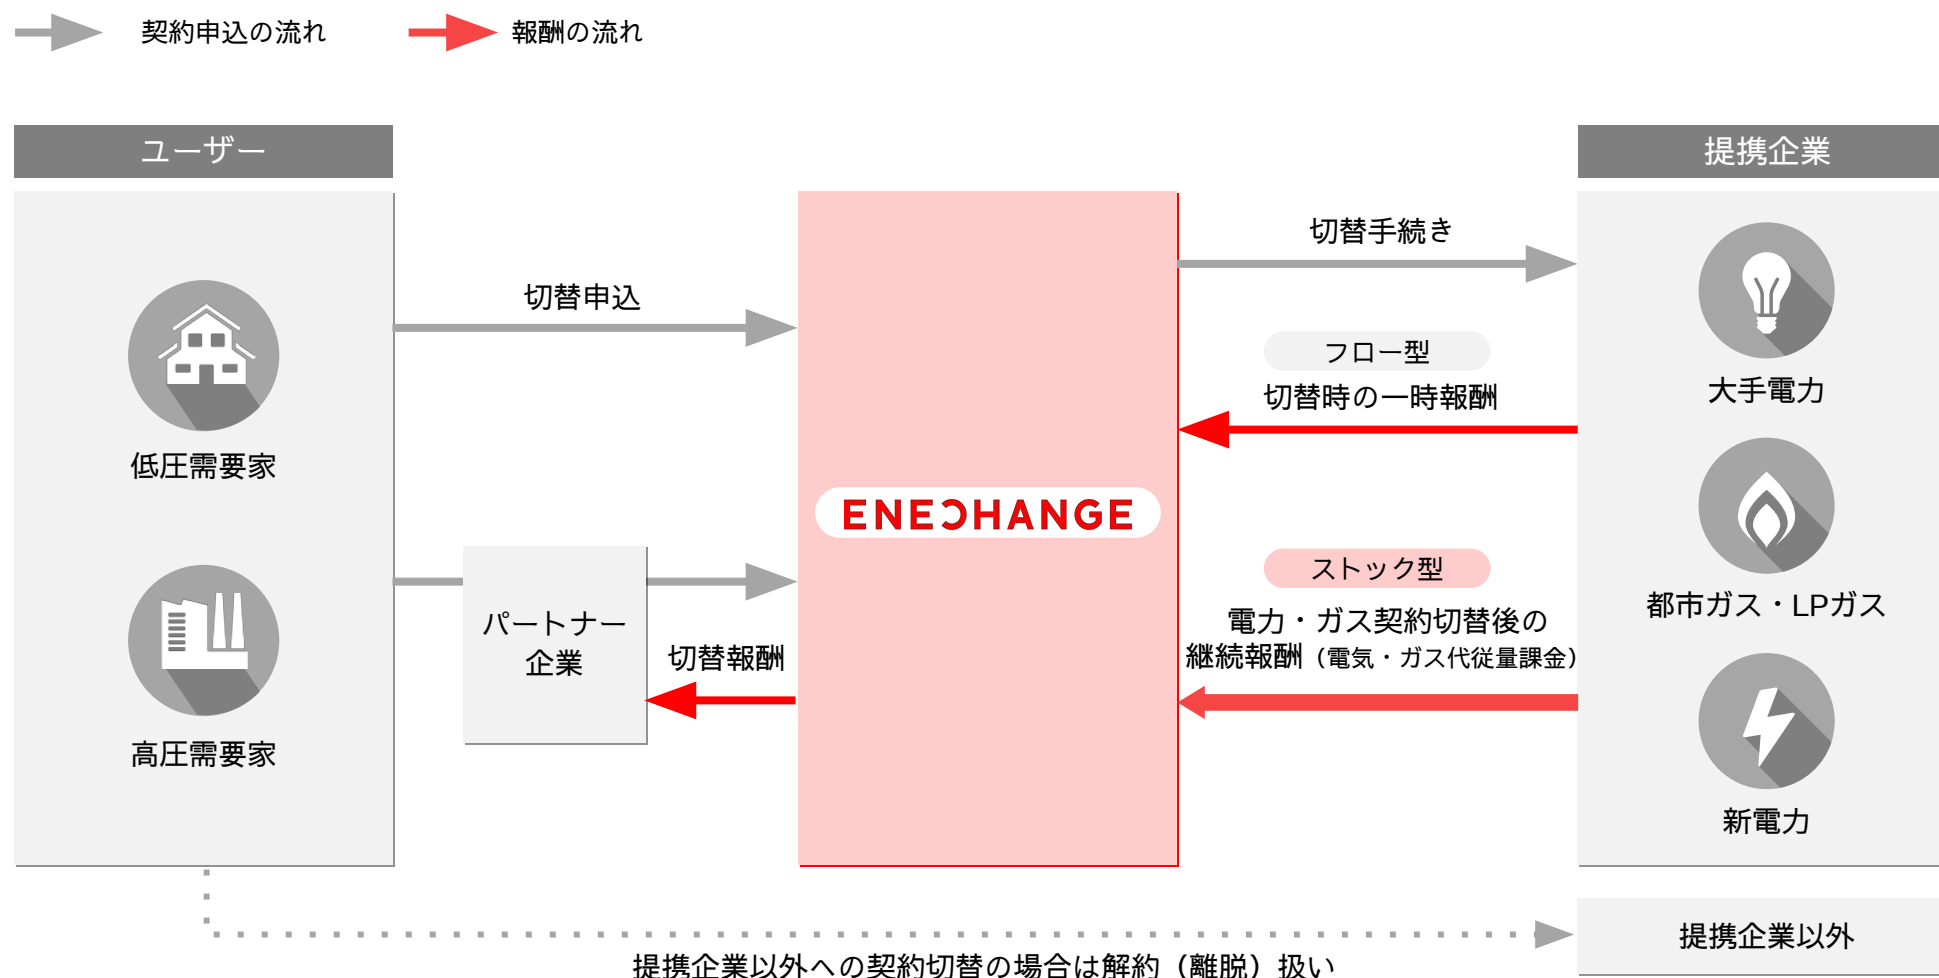 契約申込の流れ
報酬の流れ
ユーザー
提携企業
切替申込
切替手続き
フロー型
切替時の一時報酬
大手電力
低圧需要家
ENECHANGE
ストック型
電力・ガス契約切替後の
継続報酬（電気・ガス代従量課金）
都市ガス・LPガス
パートナー
企業
切替報酬
高圧需要家
新電力
提携企業以外
提携企業以外への契約切替の場合は解約（離脱）扱い